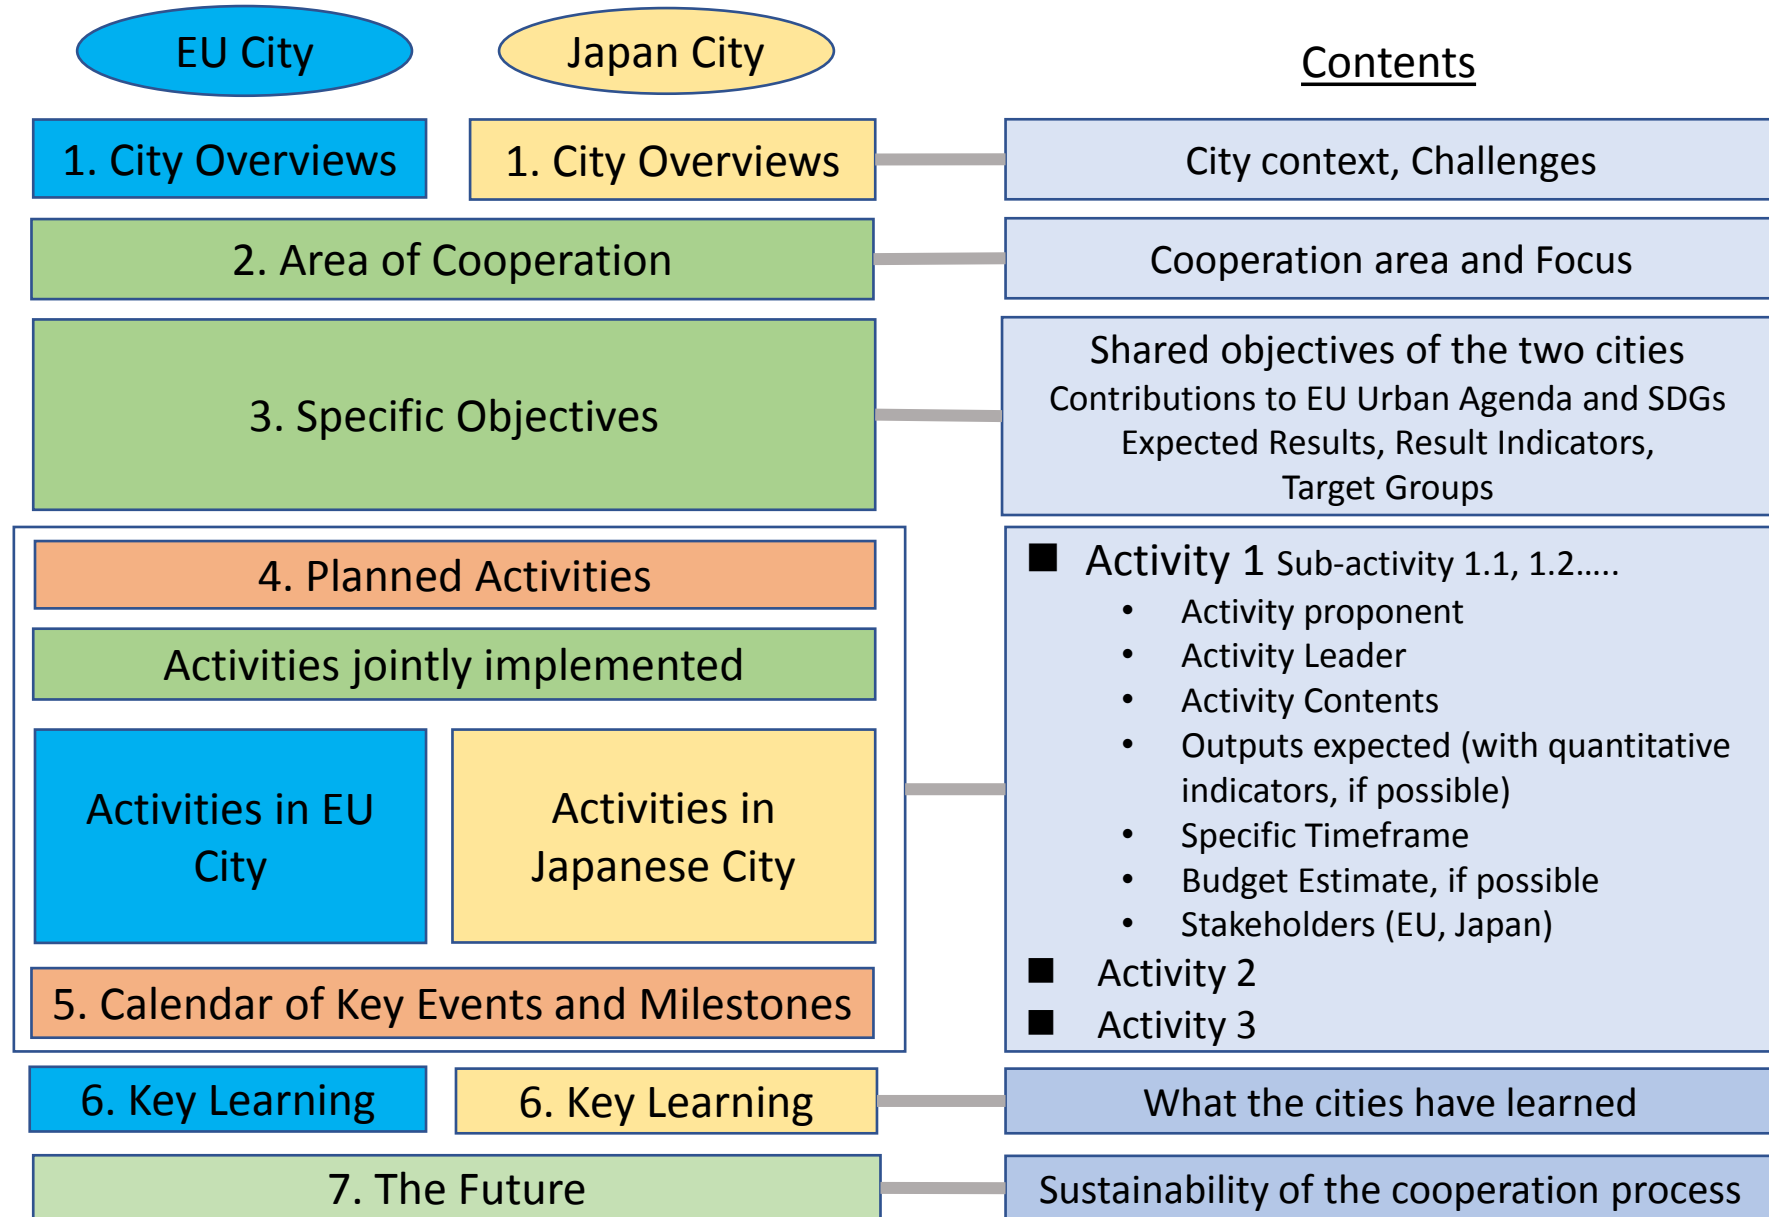 EU City
Japan City
Contents
1. City Overviews
1. City Overviews
City context, Challenges
2. Area of Cooperation
Cooperation area and Focus
3. Specific Objectives
Shared objectives of the two cities
Contributions to EU Urban Agenda and SDGs
Expected Results, Result Indicators,
Target Groups
4. Planned Activities
Activities jointly implemented
Activities in EU
City
Activities in
Japanese City
5. Calendar of Key Events and Milestones
■ Activity 1 Sub-activity 1.1, 1.2.....
• Activity proponent
• Activity Leader
• Activity Contents
• Outputs expected (with quantitative
indicators, if possible)
• Specific Timeframe
• Budget Estimate, if possible
• Stakeholders (EU, Japan)
■ Activity 2
■ Activity 3
6. Key Learning
6. Key Learning
What the cities have learned
7. The Future
Sustainability of the cooperation process